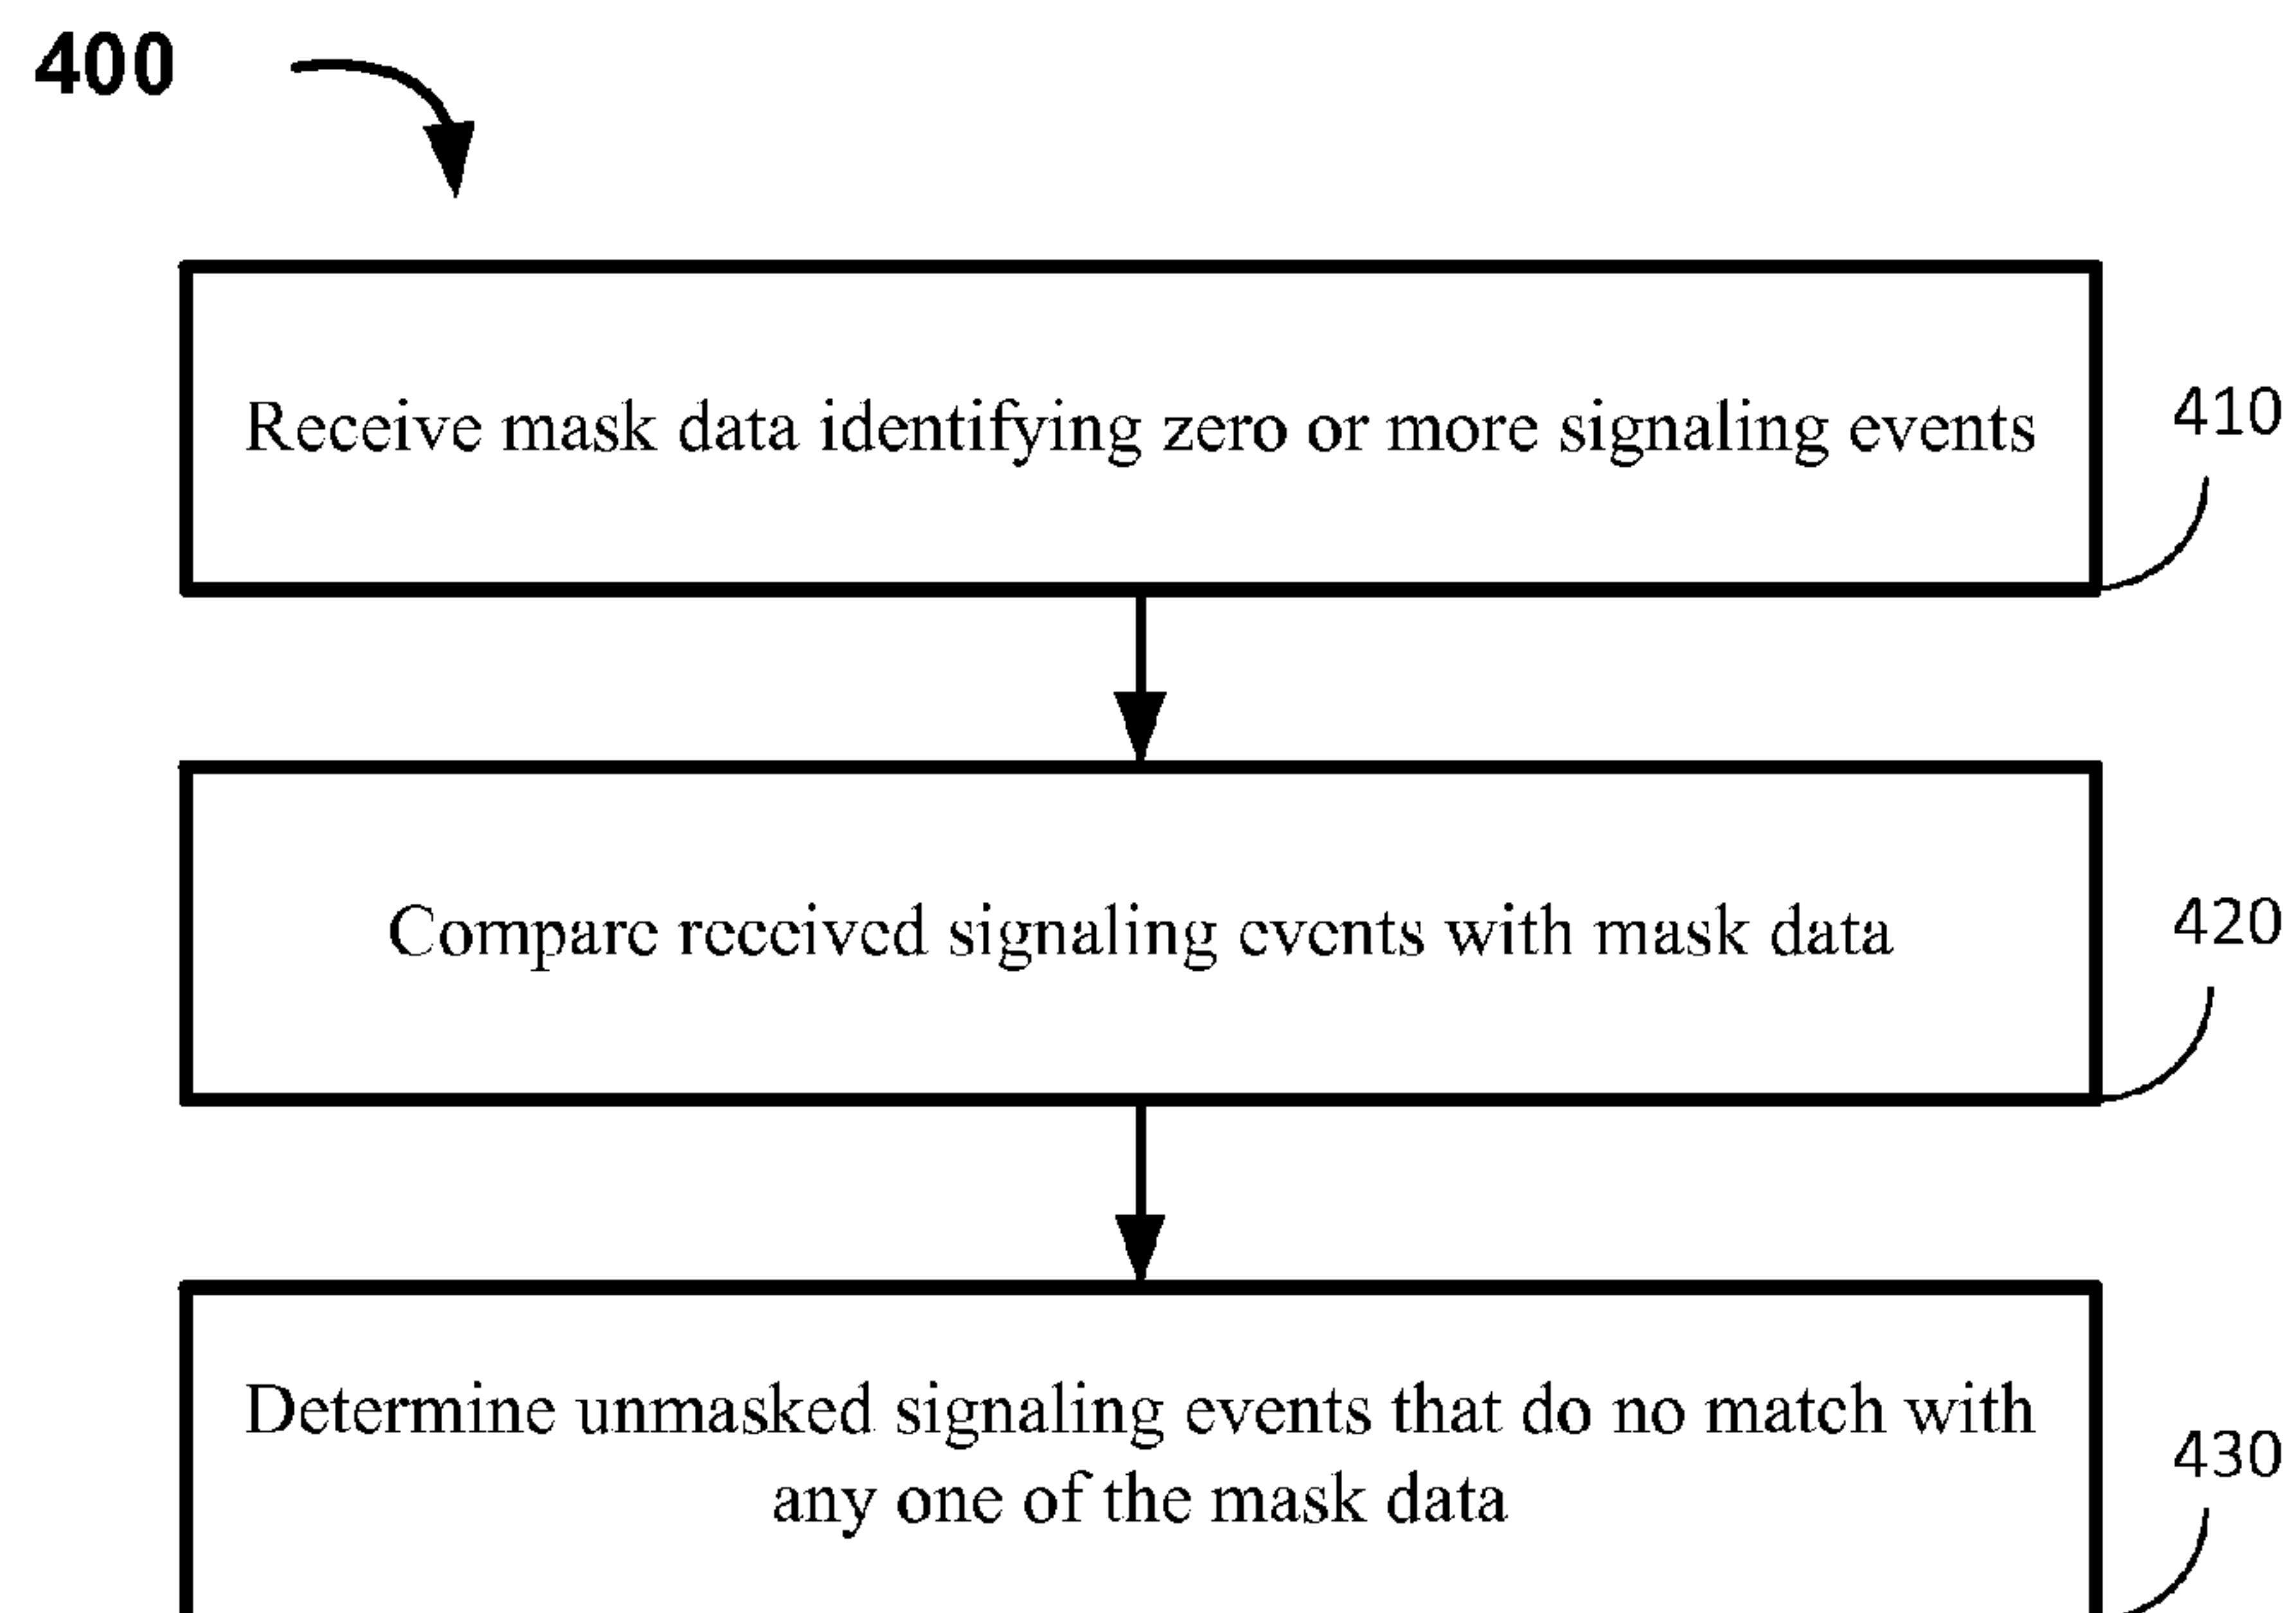 400
Receive mask data identifying zero or more signaling events
410
Compare received signaling events with mask data
420
Determine unmasked signaling events that do no match with
any one of the mask data
430